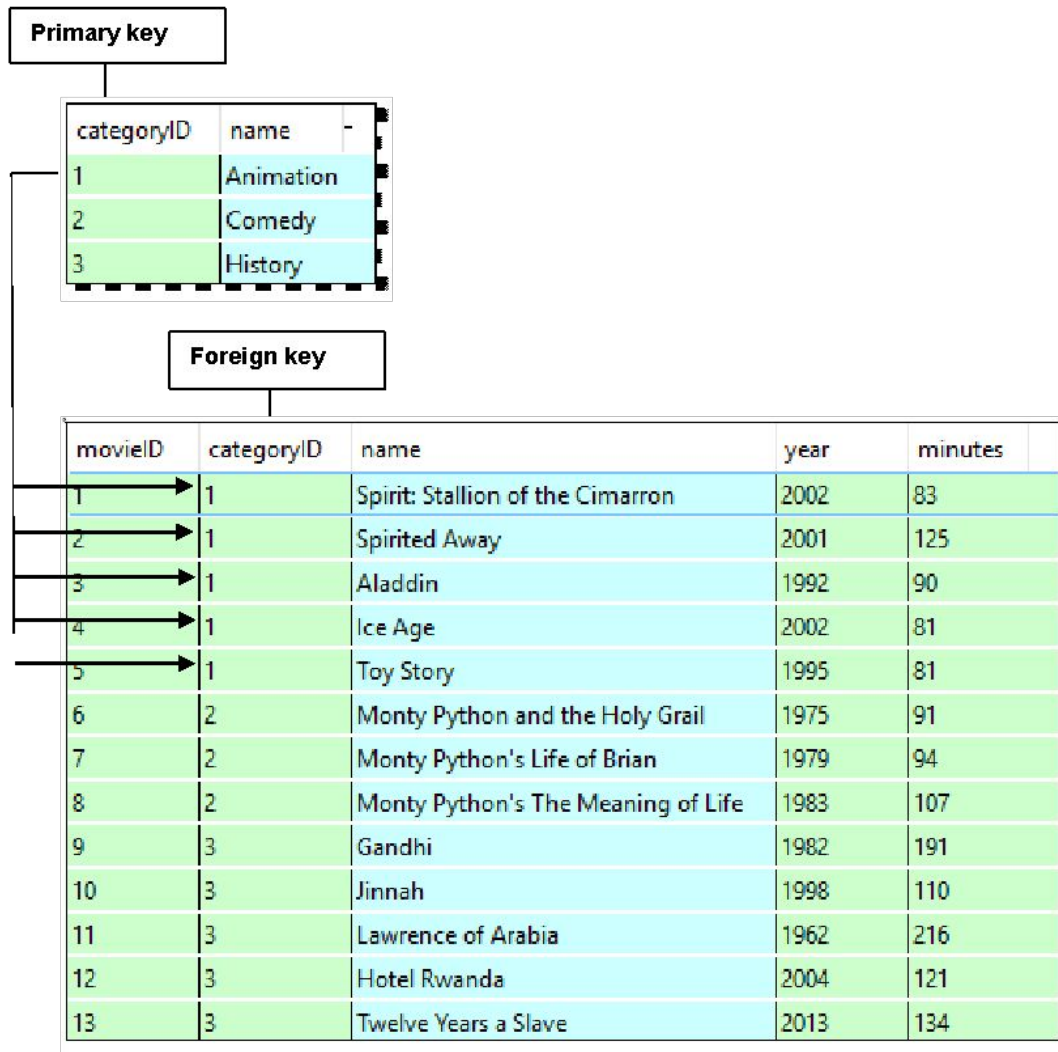 Primary key
categoryID name -
1 Animation
2 Comedy
3 History
Foreign key
movieID categoryID name year minutes
1 1 Spirit: Stallion of the Cimarron 2002 83
2 1 Spirited Away 2001 125
3 1 Aladdin 1992 90
4 1 Ice Age 2002 81
5 1 Toy Story 1995 81
6 2 Monty Python and the Holy Grail 1975 91
7 2 Monty Python's Life of Brian 1979 94
8 2 Monty Python's The Meaning of Life 1983 107
9 3 Gandhi 1982 191
10 3 Jinnah 1998 110
11 3 Lawrence of Arabia 1962 216
12 3 Hotel Rwanda 2004 121
13 3 Twelve Years a Slave 2013 134